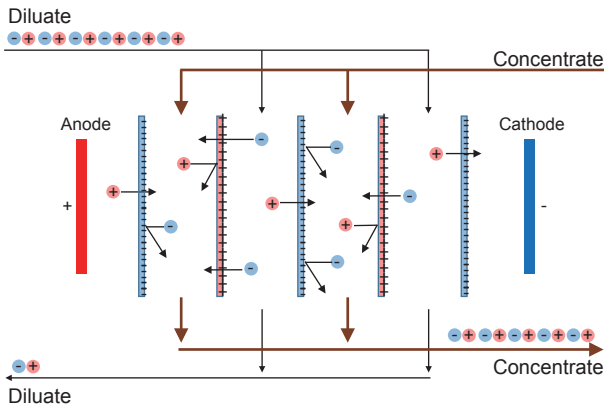 Diluate
Concentrate
Anode
Cathode
+
-
Concentrate
Diluate